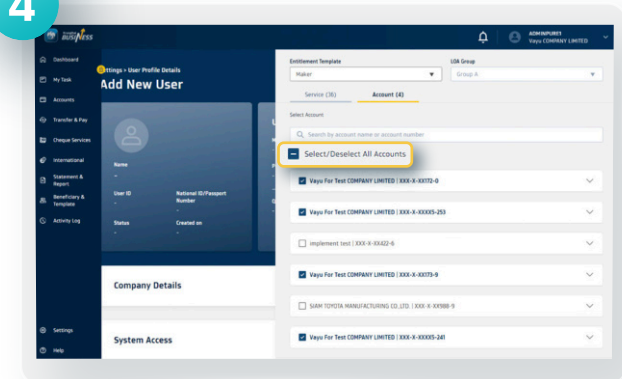 4
BUSINESS
ADMINPURE1
Vayu COMPANY LIMITED
Dashboard
My Task
Accounts
Transfer & Pay
Cheque Services
International
Statement &
Report
Beneficiary &
Template
Activity Log
Settings
Help
ttings > User Profile Details
Add New User
Name
-
User ID
National ID/Passport
Number
-
-
Status
Created on
-
-
Company Details
System Access
Entitlement Template
LOA Group
Maker
Group A
Service (36)
Account (4)
Select Account
Search by account name or account number
Select/Deselect All Accounts
Vayu For Test COMPANY LIMITED | XXX-X-XX172-0
Vayu For Test COMPANY LIMITED | XXX-X-XXXX5-253
implement test | XXX-X-XX422-6
Vayu For Test COMPANY LIMITED | XXX-X-XX173-9
SIAM TOYOTA MANUFACTURING CO.,LTD. | XXX-X-XX988-9
Vayu For Test COMPANY LIMITED | XXX-X-XXXX5-241